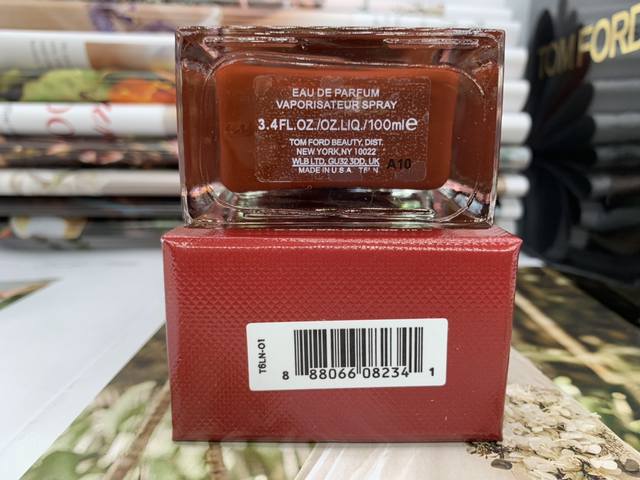 TOM FORD
EAU DE PARFUM
VAPORISATEUR SPRAY
3.4FL.OZ./OZ.LIQ./100ml℮
TOM FORD BEAUTY, DIST.
NEW YORK,NY 10022
WLB LTD, GU32 3DD, UK
A10
MADE IN U.S.A.
T6LN-01
8 88066 08234 1